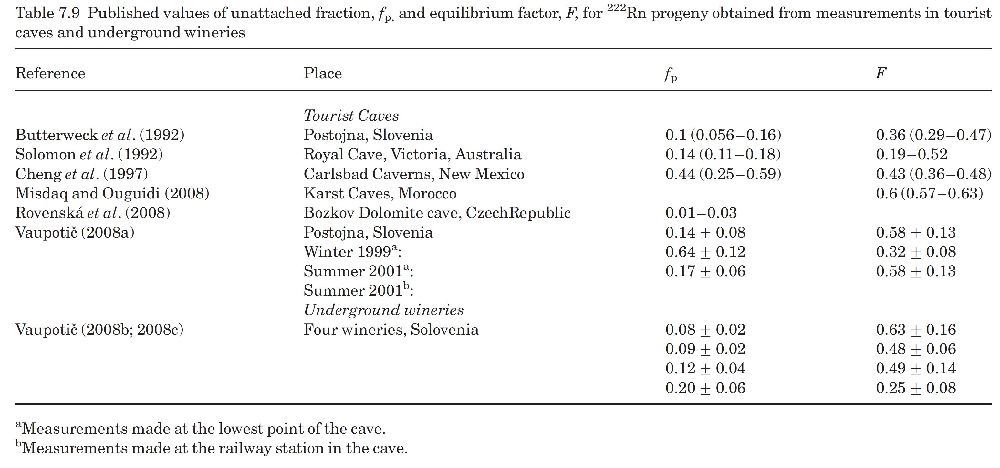 Table 7.9 Published values of unattached fraction, fp, and equilibrium factor, F, for 222Rn progeny obtained from measurements in tourist
caves and underground wineries
Reference Place fp F
Tourist Caves
Butterweck et al. (1992) Postojna, Slovenia 0.1 (0.056–0.16) 0.36 (0.29–0.47)
Solomon et al. (1992) Royal Cave, Victoria, Australia 0.14 (0.11–0.18) 0.19–0.52
Cheng et al. (1997) Carlsbad Caverns, New Mexico 0.44 (0.25–0.59) 0.43 (0.36–0.48)
Misdaq and Ouguidi (2008) Karst Caves, Morocco 0.6 (0.57–0.63)
Rovenská et al. (2008) Bozkov Dolomite cave, CzechRepublic 0.01–0.03
Vaupotič (2008a) Postojna, Slovenia 0.14 ± 0.08 0.58 ± 0.13
Winter 1999a: 0.64 ± 0.12 0.32 ± 0.08
Summer 2001a: 0.17 ± 0.06 0.58 ± 0.13
Summer 2001b:
Underground wineries
Vaupotič (2008b; 2008c) Four wineries, Solovenia 0.08 ± 0.02 0.63 ± 0.16
0.09 ± 0.02 0.48 ± 0.06
0.12 ± 0.04 0.49 ± 0.14
0.20 ± 0.06 0.25 ± 0.08
aMeasurements made at the lowest point of the cave.
bMeasurements made at the railway station in the cave.